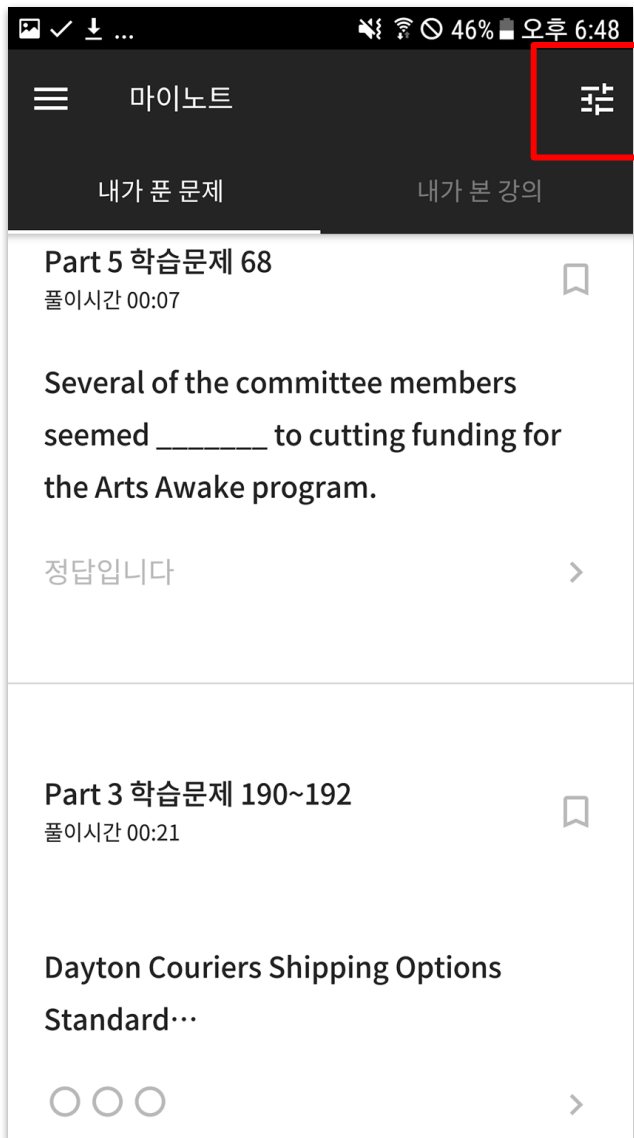 ... 46% 오후 6:48
마이노트
내가 푼 문제 내가 본 강의
Part 5 학습문제 68
풀이시간 00:07
Several of the committee members
seemed _______ to cutting funding for
the Arts Awake program.
정답입니다
Part 3 학습문제 190~192
풀이시간 00:21
Dayton Couriers Shipping Options
Standard⋯